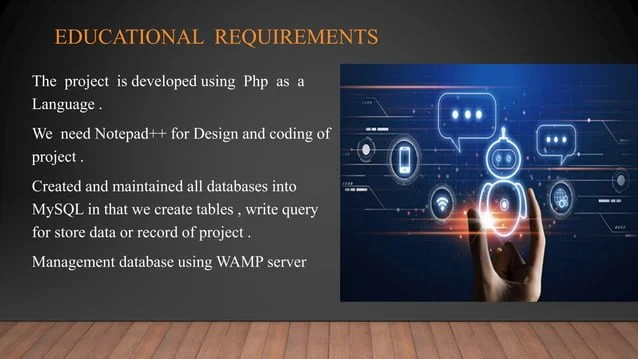 EDUCATIONAL REQUIREMENTS
The project is developed using Php as a
Language .
We need Notepad++ for Design and coding of
project .
Created and maintained all databases into
MySQL in that we create tables , write query
for store data or record of project .
Management database using WAMP server